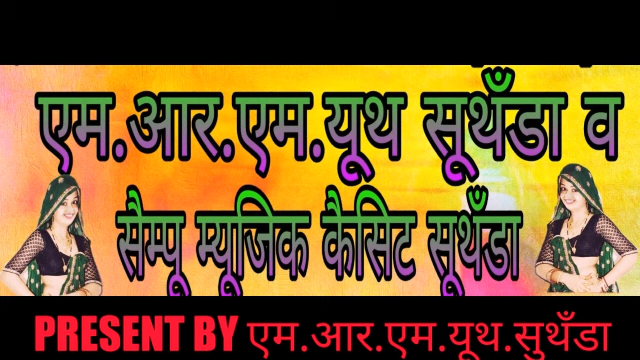 एम.आर.एम.यूथ सूथँडा व
सैम्पू म्यूजिक कैसिट सूथँडा
PRESENT BY एम.आर.एम.यूथ.सुथँडा